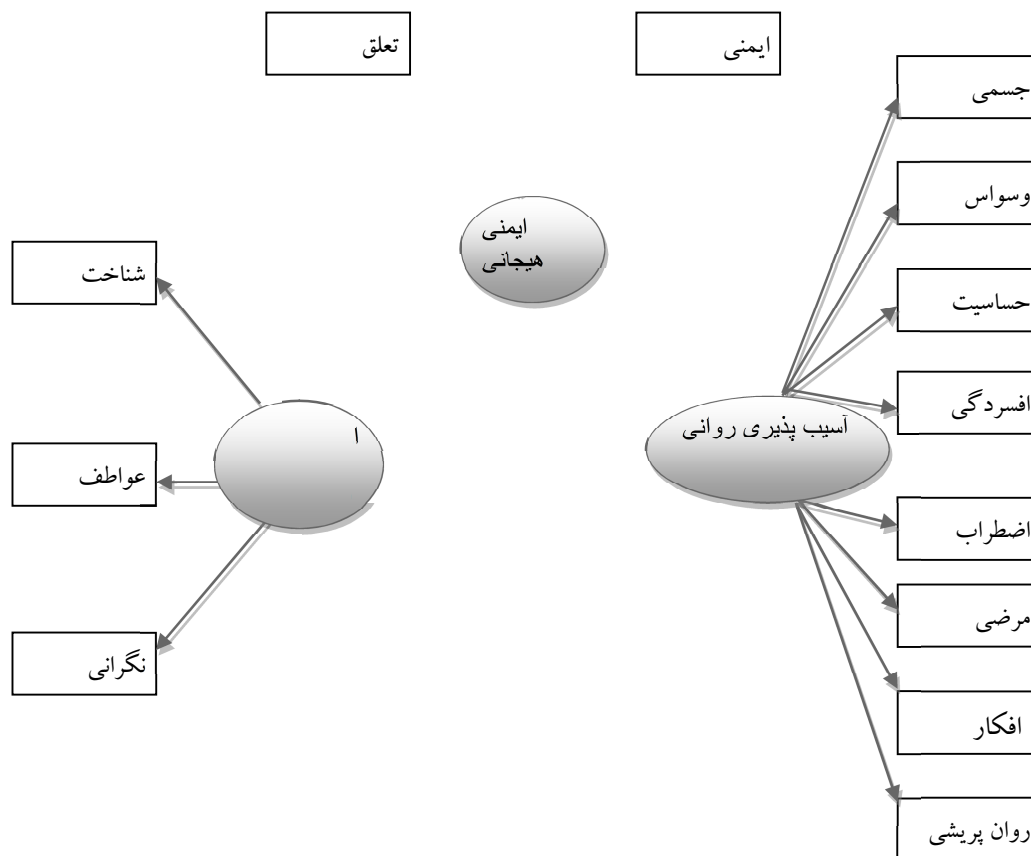 ایمنی
تعلق
جسمی
وسواس
ایمنی
هیجانی
شناخت
حساسیت
افسردگی
آسیب پذیری روانی
ا
عواطف
اضطراب
مرضی
نگرانی
افکار
روان پریشی